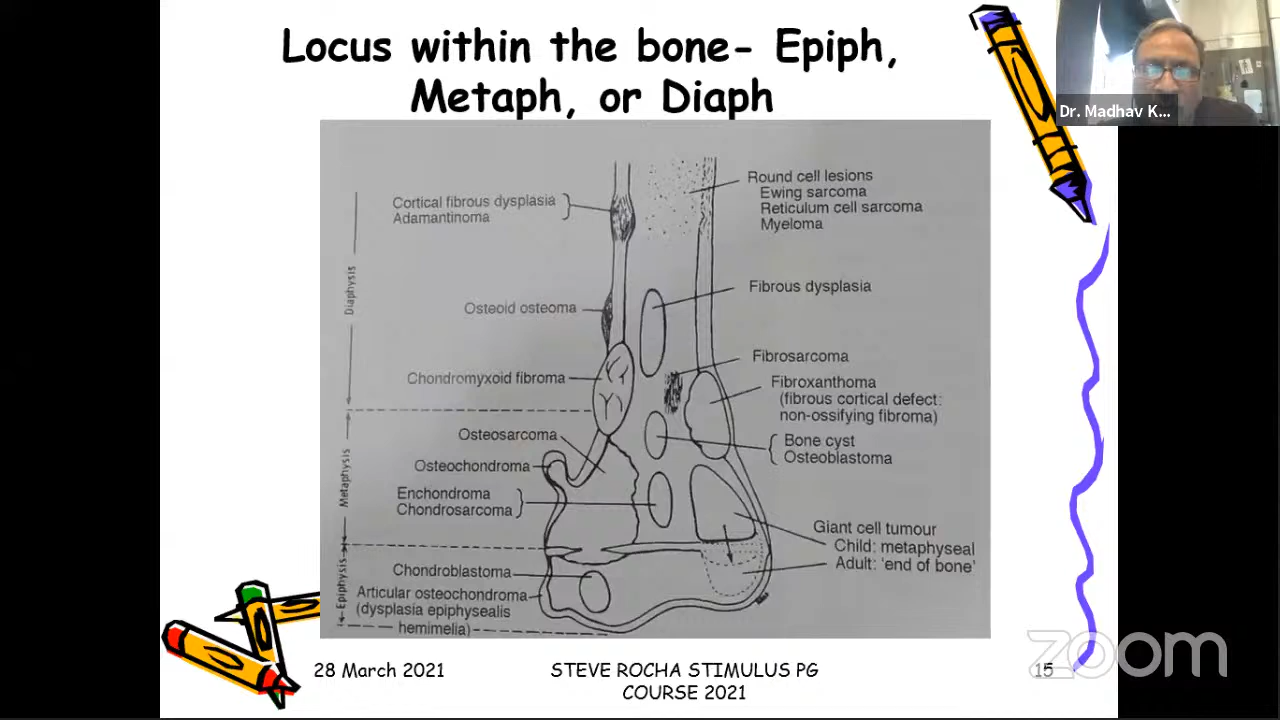 Locus within the bone- Epiph,
Metaph, or Diaph
Dr. Madhav K...
Cortical fibrous dysplasia
Adamantinoma
Round cell lesions
Ewing sarcoma
Reticulum cell sarcoma
Myeloma
Diaphysis
Osteoid osteoma
Fibrous dysplasia
Chondromyxoid fibroma
Fibrosarcoma
Fibroxanthoma
(fibrous cortical defect:
non-ossifying fibroma)
Metaphysis
Osteosarcoma
Osteochondroma
Enchondroma
Chondrosarcoma
Bone cyst
Osteoblastoma
Giant cell tumour
Child: metaphyseal
Adult: 'end of bone'
Epiphysis
Chondroblastoma
Articular osteochondroma
(dysplasia epiphysealis
hemimelia)
28 March 2021
STEVE ROCHA STIMULUS PG
COURSE 2021
15
zoom